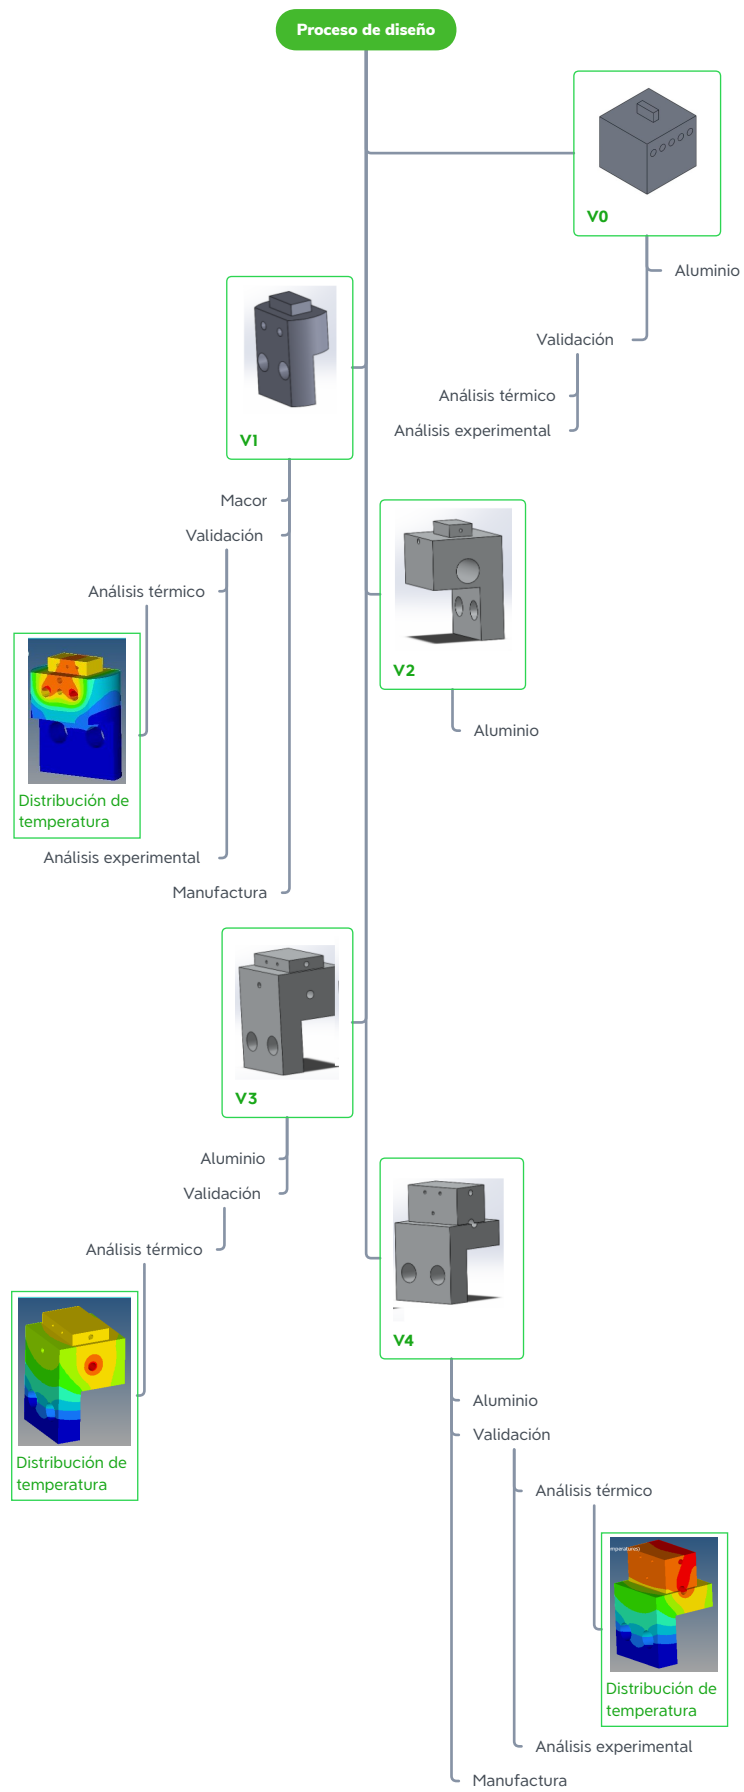 Proceso de diseño
V0
Aluminio
Validación
Análisis térmico
Análisis experimental
V1
Macor
Validación
Análisis térmico
Distribución de
temperatura
Análisis experimental
Manufactura
V2
Aluminio
V3
Aluminio
Validación
Análisis térmico
Distribución de
temperatura
V4
Aluminio
Validación
Análisis térmico
mperatures)
Distribución de
temperatura
Análisis experimental
Manufactura